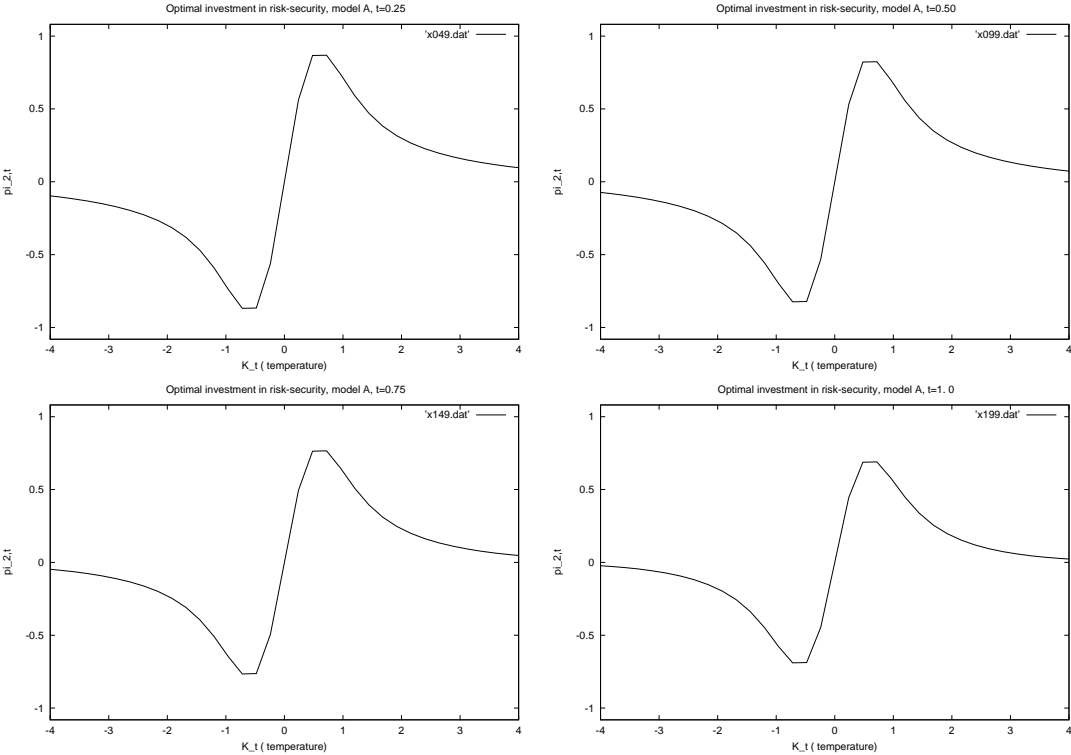 Optimal investment in risk-security, model A, t=0.25
'x049.dat'
1
0.5
0
-0.5
-1
pi_2,t
-4 -3 -2 -1 0 1 2 3 4
K_t ( temperature)
Optimal investment in risk-security, model A, t=0.50
'x099.dat'
1
0.5
0
-0.5
-1
pi_2,t
-4 -3 -2 -1 0 1 2 3 4
K_t ( temperature)
Optimal investment in risk-security, model A, t=0.75
'x149.dat'
1
0.5
0
-0.5
-1
pi_2,t
-4 -3 -2 -1 0 1 2 3 4
K_t ( temperature)
Optimal investment in risk-security, model A, t=1. 0
'x199.dat'
1
0.5
0
-0.5
-1
pi_2,t
-4 -3 -2 -1 0 1 2 3 4
K_t ( temperature)